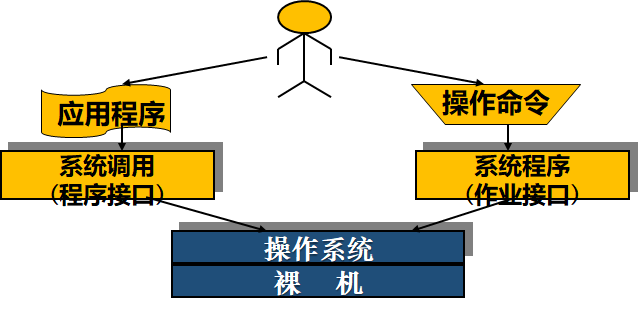 应用程序
操作命令
系统调用
（程序接口）
系统程序
（作业接口）
操作系统
裸 机